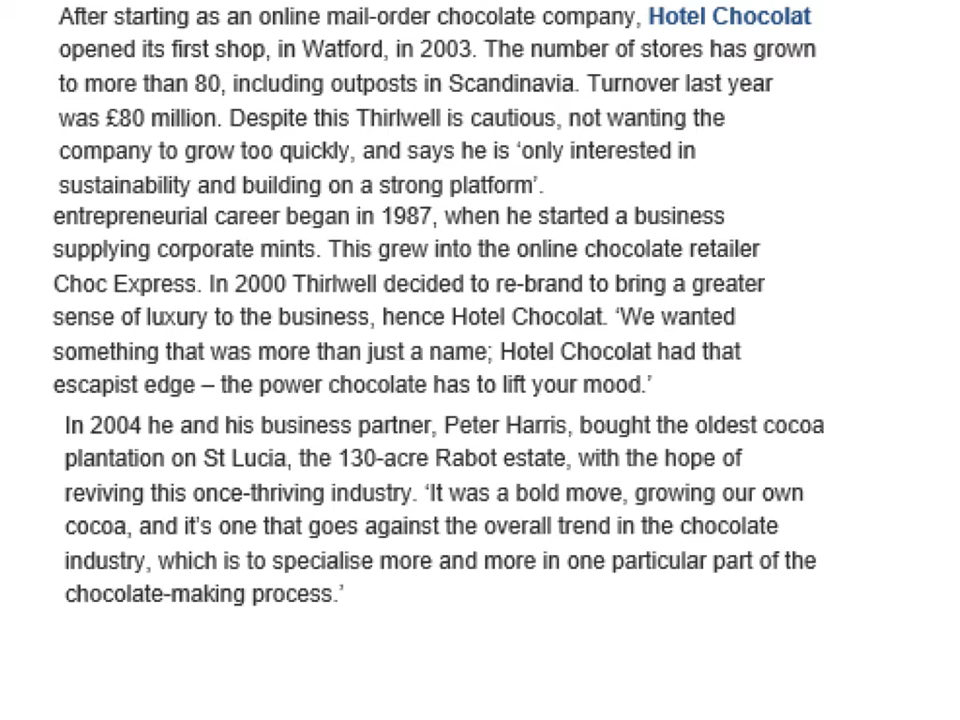 After starting as an online mail-order chocolate company, Hotel Chocolat
opened its first shop, in Watford, in 2003. The number of stores has grown
to more than 80, including outposts in Scandinavia. Turnover last year
was £80 million. Despite this Thirlwell is cautious, not wanting the
company to grow too quickly, and says he is ‘only interested in
sustainability and building on a strong platform’.
entrepreneurial career began in 1987, when he started a business
supplying corporate mints. This grew into the online chocolate retailer
Choc Express. In 2000 Thirlwell decided to re-brand to bring a greater
sense of luxury to the business, hence Hotel Chocolat. ‘We wanted
something that was more than just a name; Hotel Chocolat had that
escapist edge – the power chocolate has to lift your mood.’
In 2004 he and his business partner, Peter Harris, bought the oldest cocoa
plantation on St Lucia, the 130-acre Rabot estate, with the hope of
reviving this once-thriving industry. ‘It was a bold move, growing our own
cocoa, and it’s one that goes against the overall trend in the chocolate
industry, which is to specialise more and more in one particular part of the
chocolate-making process.’